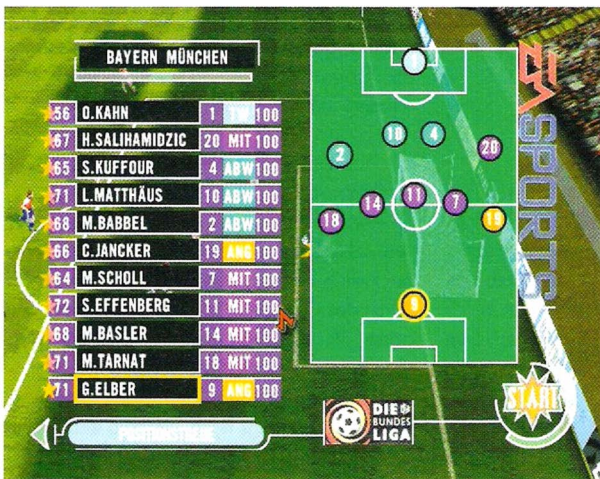 BAYERN MÜNCHEN
56 O.KAHN 1 TW 100
67 H.SALIHAMIDZIC 20 MIT 100
65 S.KUFFOUR 4 ABW 100
71 L.MATTHÄUS 10 ABW 100
68 M.BABBEL 2 ABW 100
66 C.JANCKER 19 ANG 100
64 M.SCHOLL 7 MIT 100
72 S.EFFENBERG 11 MIT 100
68 M.BASLER 14 MIT 100
71 M.TARNAT 18 MIT 100
71 G.ELBER 9 ANG 100
1
10 4
2 20
14 11 7
18 19
9
EA SPORTS
START
DIE
BUNDES
LIGA